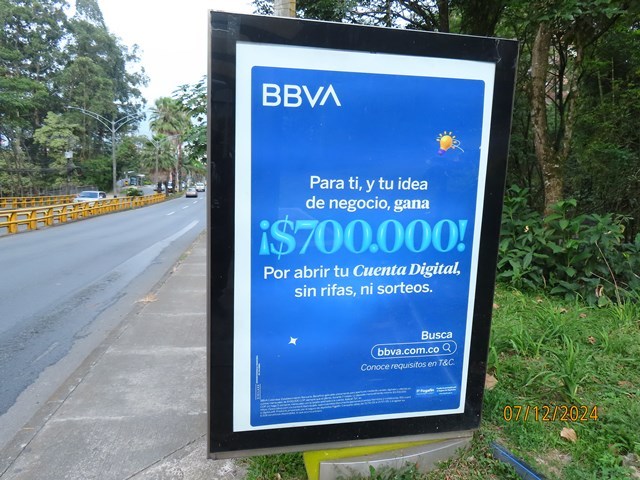 BBVA
Para ti, y tu idea
de negocio, gana
¡$700.000!
Por abrir tu Cuenta Digital,
sin rifas, ni sorteos.
Busca
bbva.com.co
Conoce requisitos en T&C.
07/12/2024